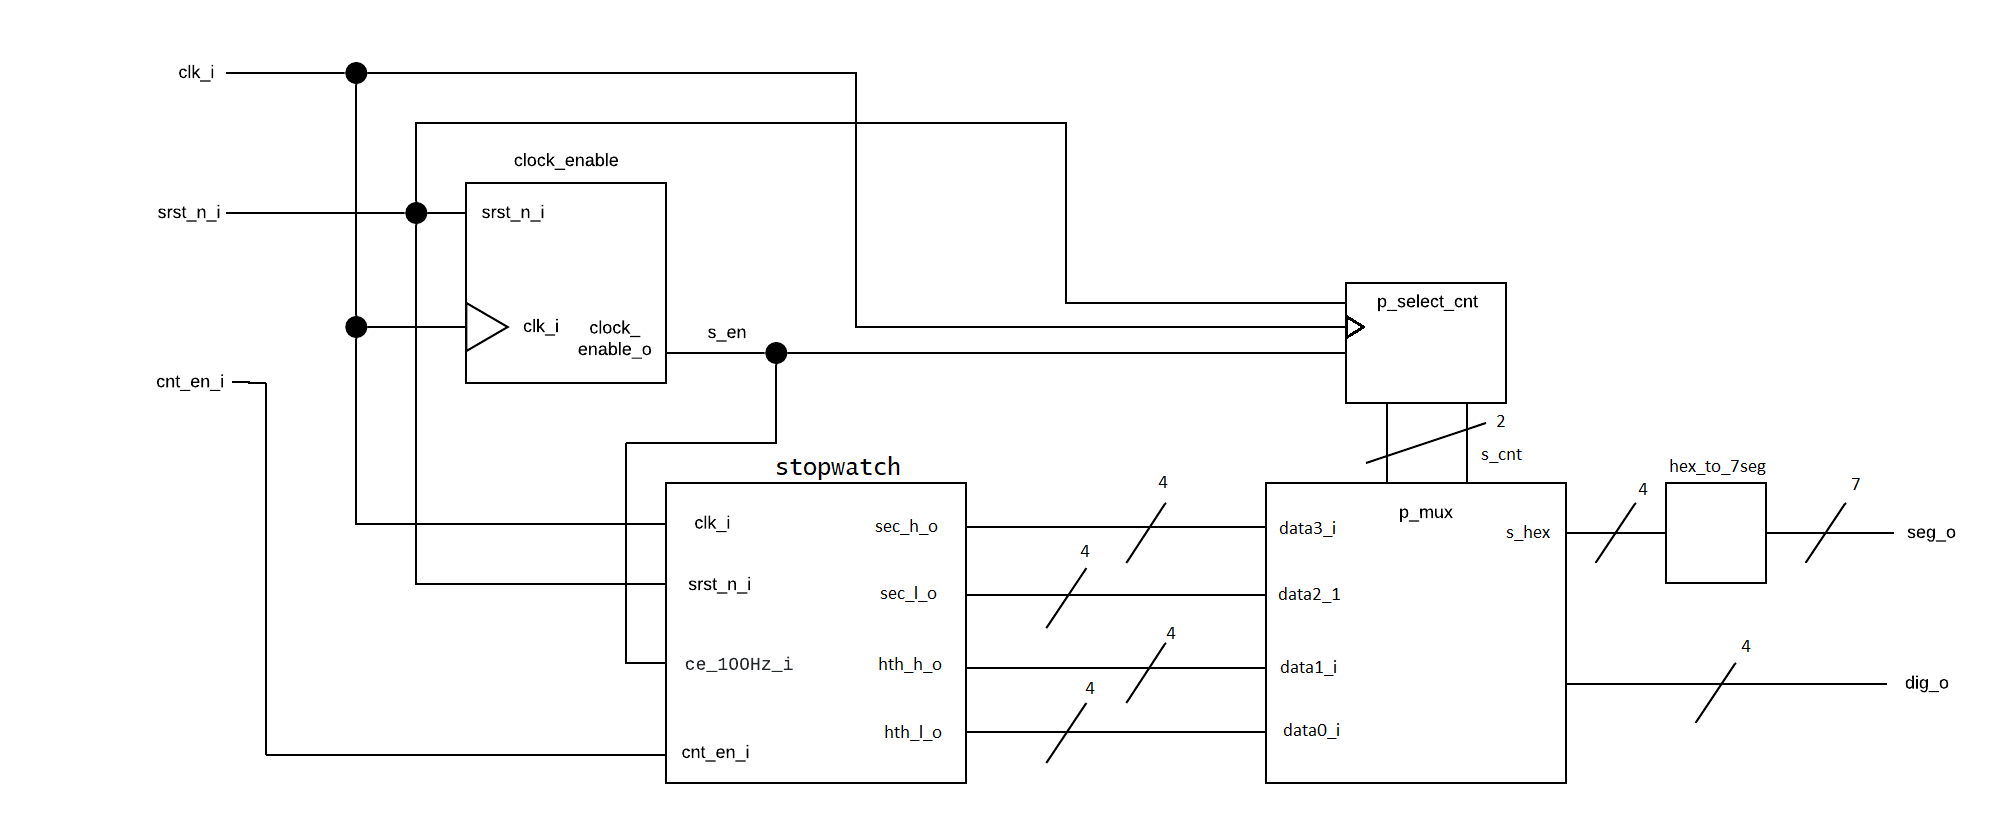 clk_i
clock_enable
srst_n_i
srst_n_i
p_select_cnt
clk_i
clock_
enable_o
s_en
cnt_en_i
2
s_cnt
stopwatch
hex_to_7seg
4
4
7
clk_i
sec_h_o
data3_i
p_mux
s_hex
seg_o
4
srst_n_i
sec_l_o
data2_1
4
4
ce_100Hz_i
hth_h_o
data1_i
dig_o
4
cnt_en_i
hth_l_o
data0_i